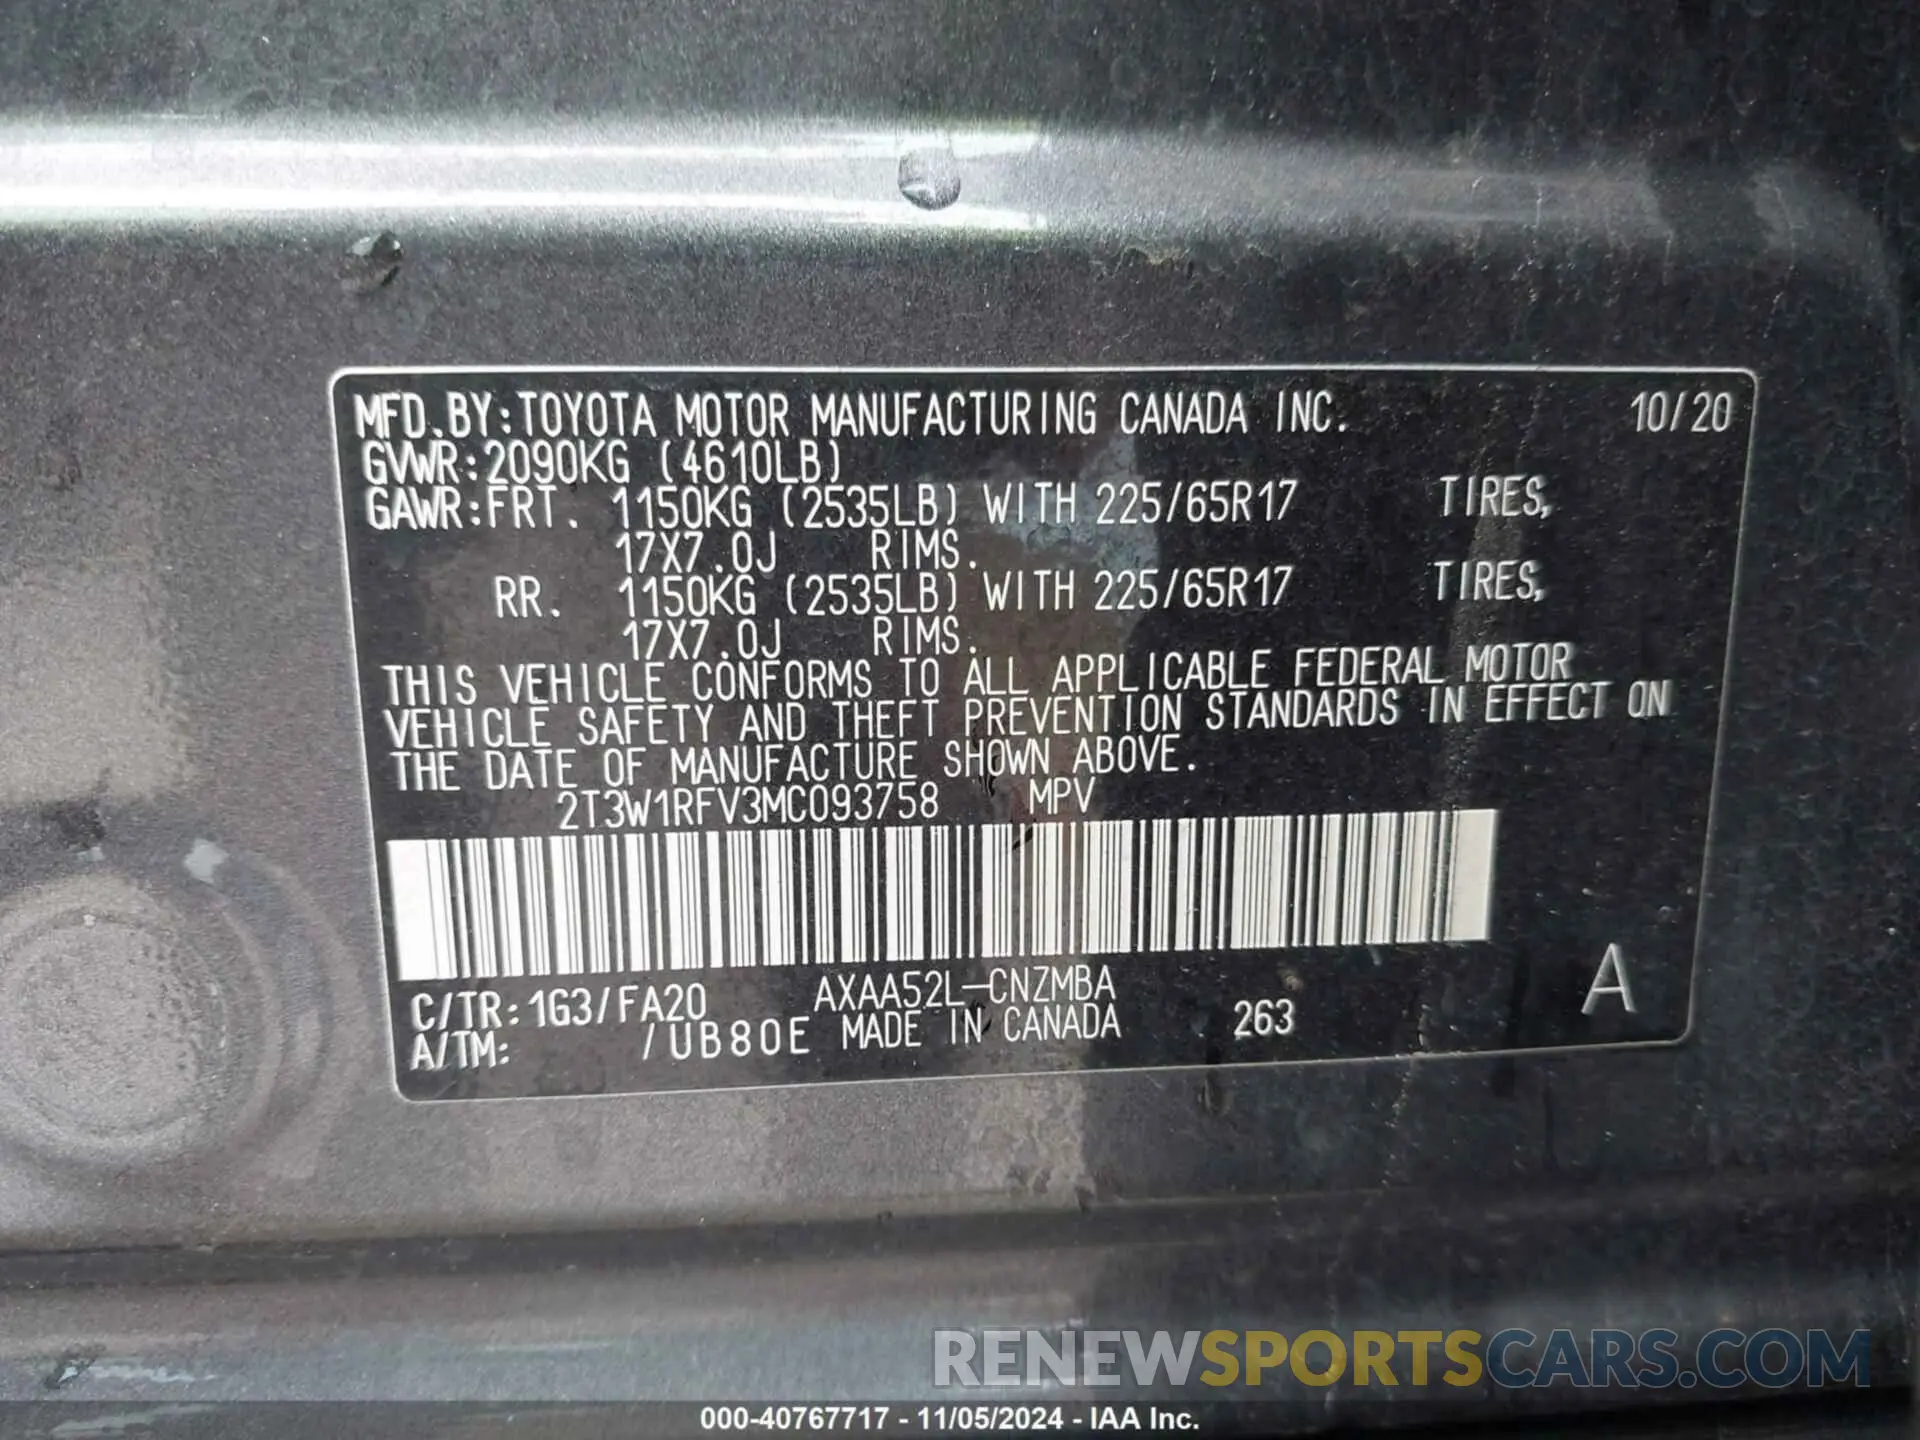 MFD.BY:TOYOTA MOTOR MANUFACTURING CANADA INC. 10/20
GVWR:2090KG (4610LB)
GAWR:FRT. 1150KG (2535LB) WITH 225/65R17 TIRES,
17X7.0J RIMS.
RR. 1150KG (2535LB) WITH 225/65R17 TIRES,
17X7.0J RIMS.
THIS VEHICLE CONFORMS TO ALL APPLICABLE FEDERAL MOTOR
VEHICLE SAFETY AND THEFT PREVENTION STANDARDS IN EFFECT ON
THE DATE OF MANUFACTURE SHOWN ABOVE.
2T3W1RFV3MC093758 MPV
C/TR:1G3/FA20 AXAA52L-CNZMBA
A/TM: /UB80E MADE IN CANADA 263 A
RENEWSPORTSCARS.COM
000-40767717 - 11/05/2024 - IAA Inc.